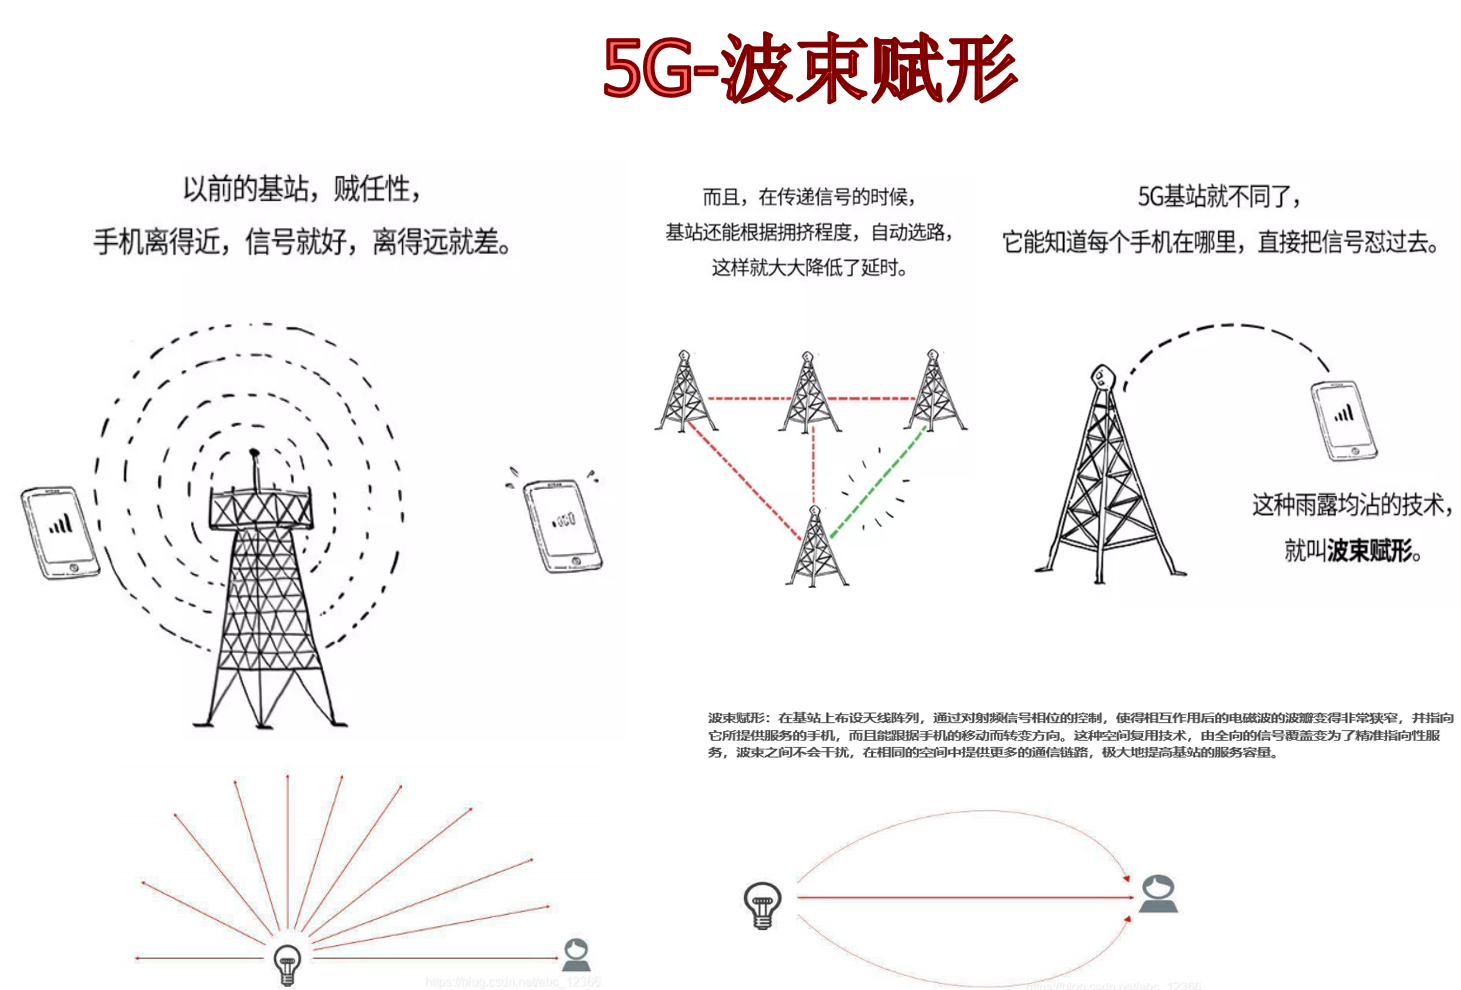 5G-波束赋形
以前的基站，贼任性，
手机离得近，信号就好，离得远就差。
而且，在传递信号的时候，
基站还能根据拥挤程度，自动选路，
这样就大大降低了延时。
5G基站就不同了，
它能知道每个手机在哪里，直接把信号怼过去。
这种雨露均沾的技术，
就叫波束赋形。
波束赋形：在基站上布设天线阵列，通过对射频信号相位的控制，使得相互作用后的电磁波的波瓣变得非常狭窄，并指向
它所提供服务的手机，而且能跟据手机的移动而转变方向。这种空间复用技术，由全向的信号覆盖变为了精准指向性服
务，波束之间不会干扰，在相同的空间中提供更多的通信链路，极大地提高基站的服务容量。
https://blog.csdn.net/abc_12366
https://blog.csdn.net/abc_12366